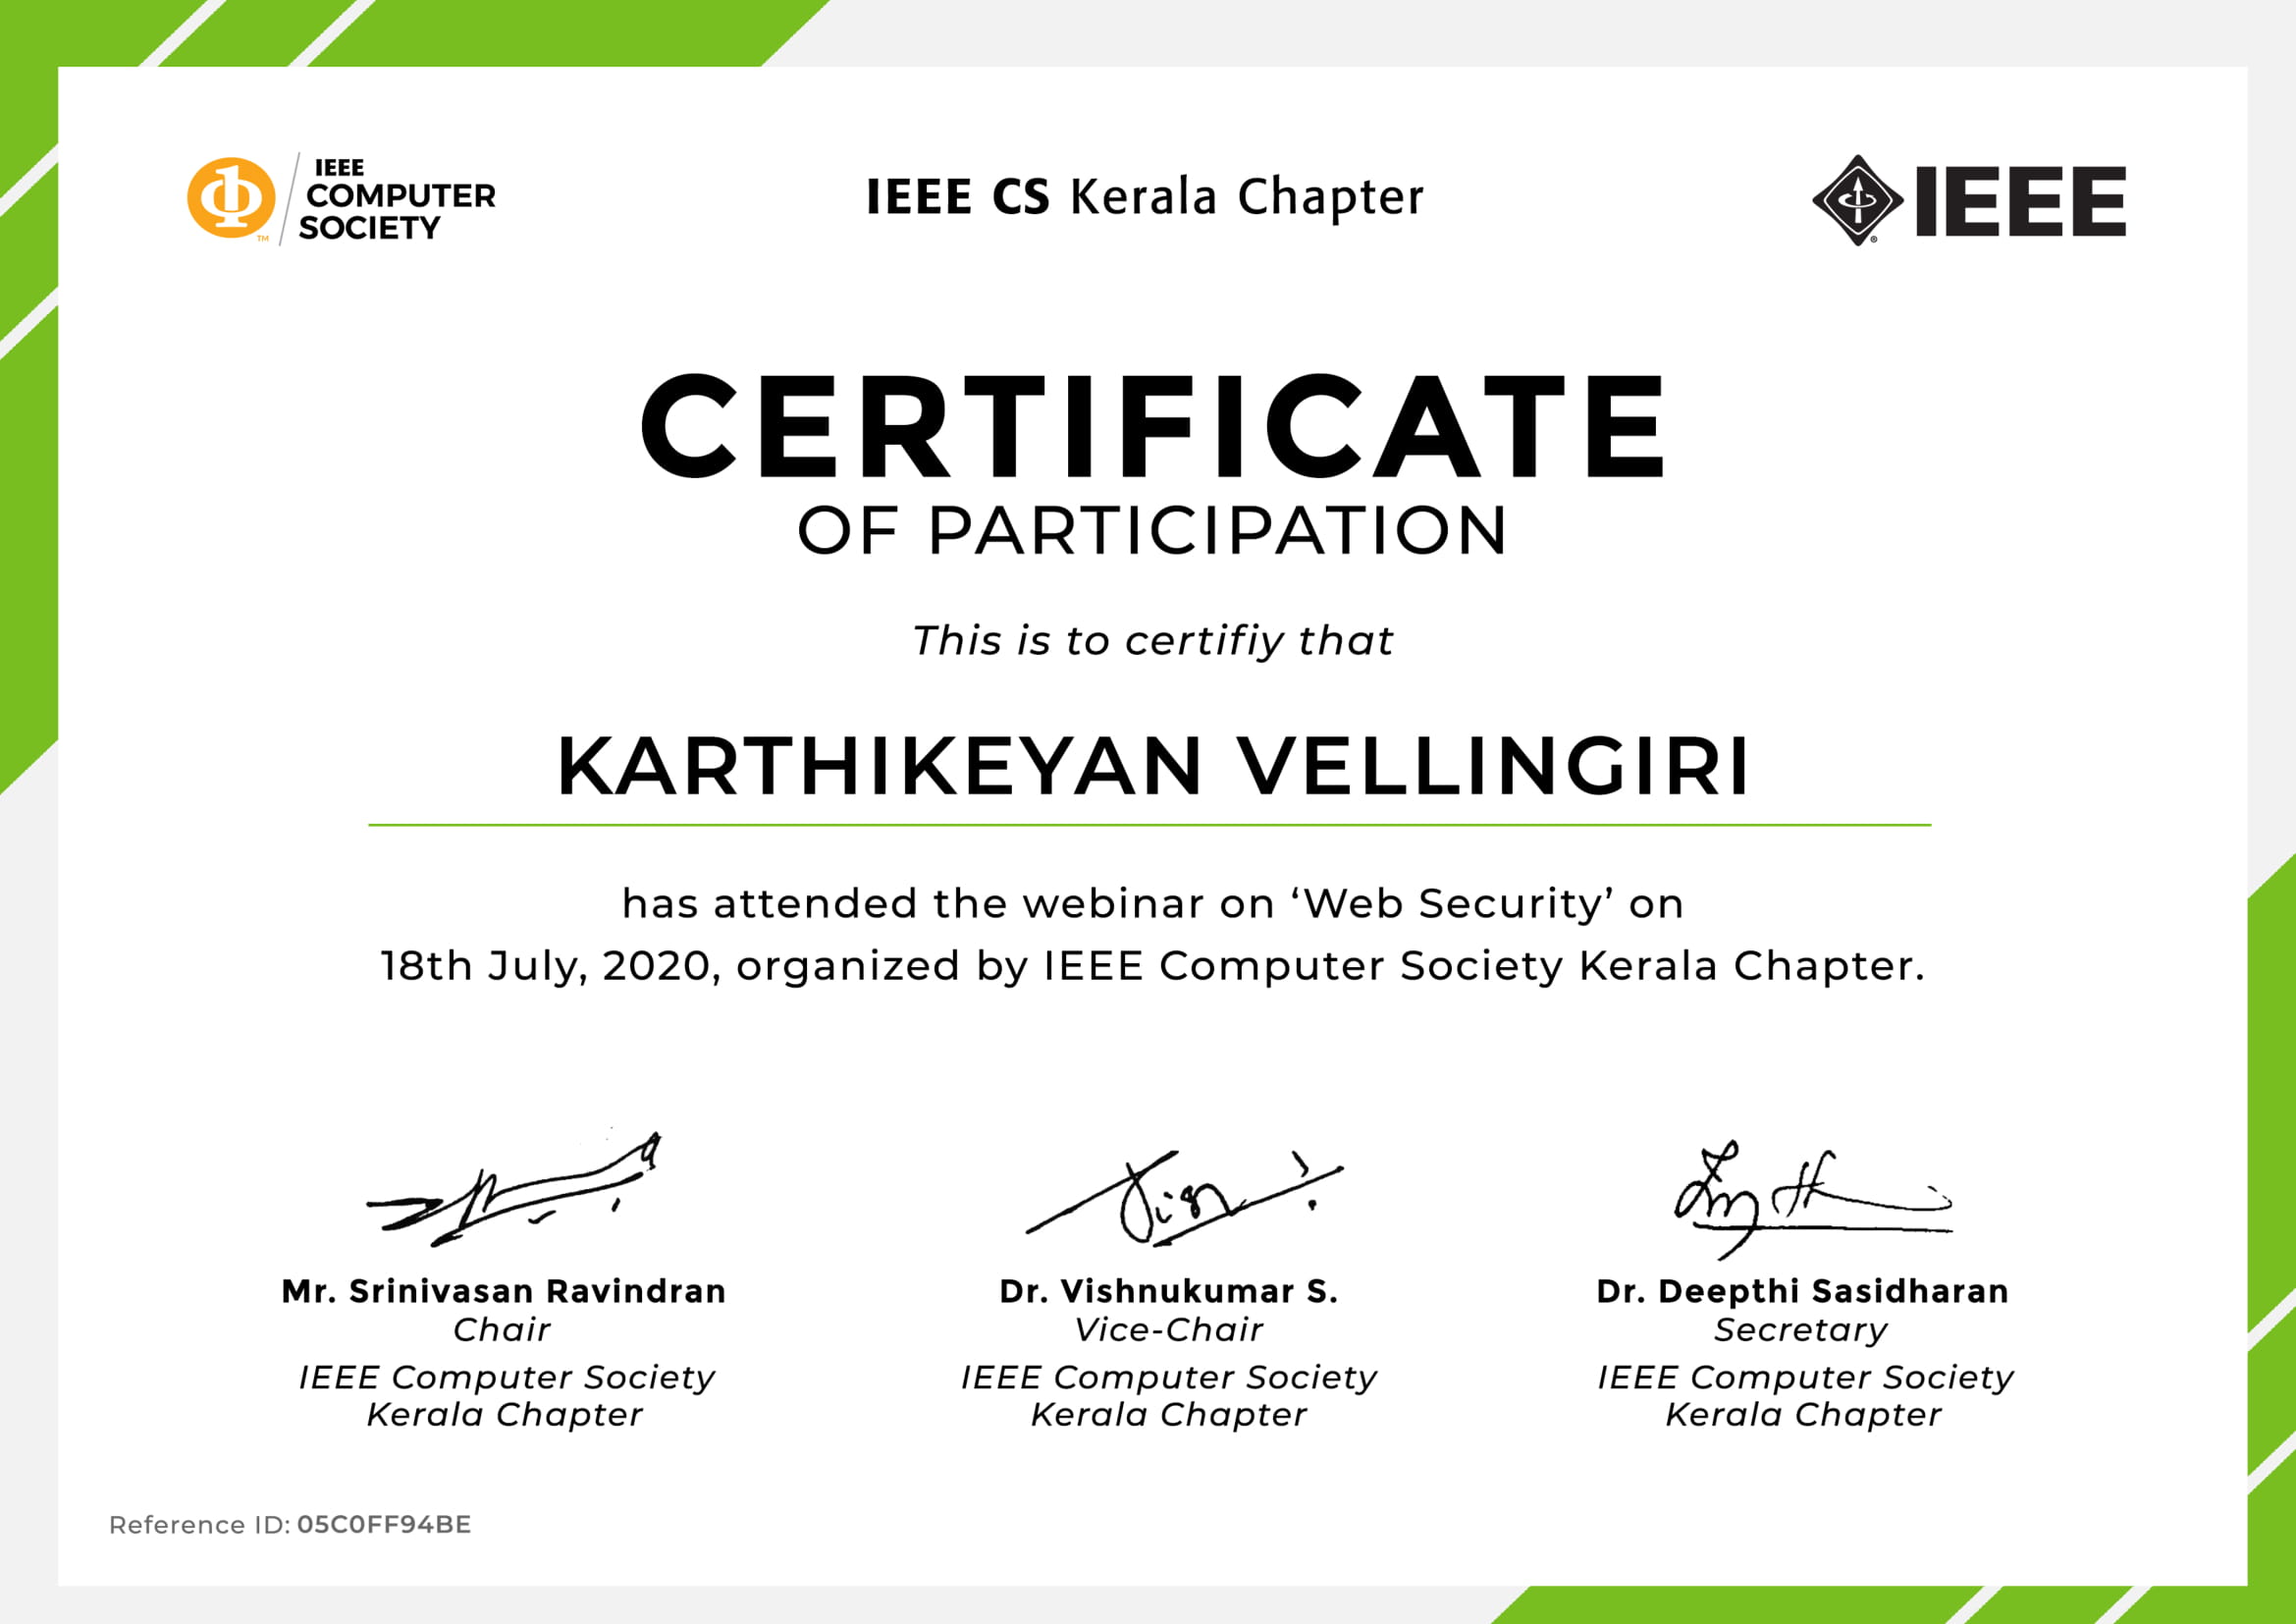 IEEE
COMPUTER
SOCIETY
TM
IEEE CS Kerala Chapter
IEEE
®
CERTIFICATE
OF PARTICIPATION
This is to certifiy that
KARTHIKEYAN VELLINGIRI
has attended the webinar on ‘Web Security’ on
18th July, 2020, organized by IEEE Computer Society Kerala Chapter.
Mr. Srinivasan Ravindran
Chair
IEEE Computer Society
Kerala Chapter
Dr. Vishnukumar S.
Vice-Chair
IEEE Computer Society
Kerala Chapter
Dr. Deepthi Sasidharan
Secretary
IEEE Computer Society
Kerala Chapter
Reference ID: 05C0FF94BE